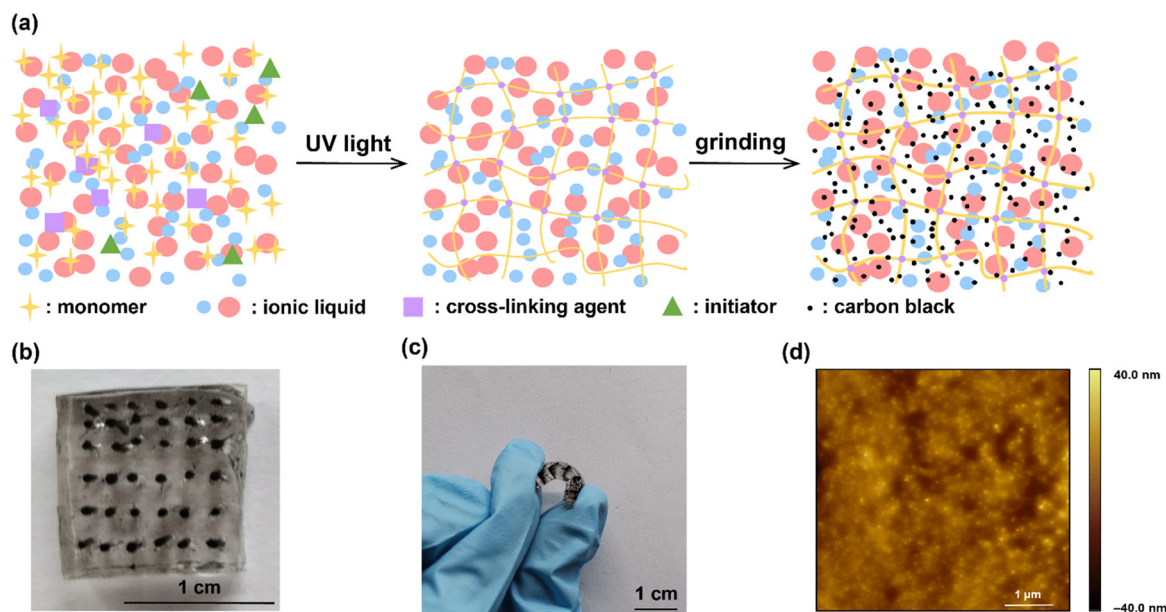 (a)
UV light
grinding
: monomer
: ionic liquid
: cross-linking agent
: initiator
: carbon black
(b)
(c)
(d)
1 cm
1 cm
1 μm
40.0 nm
−40.0 nm